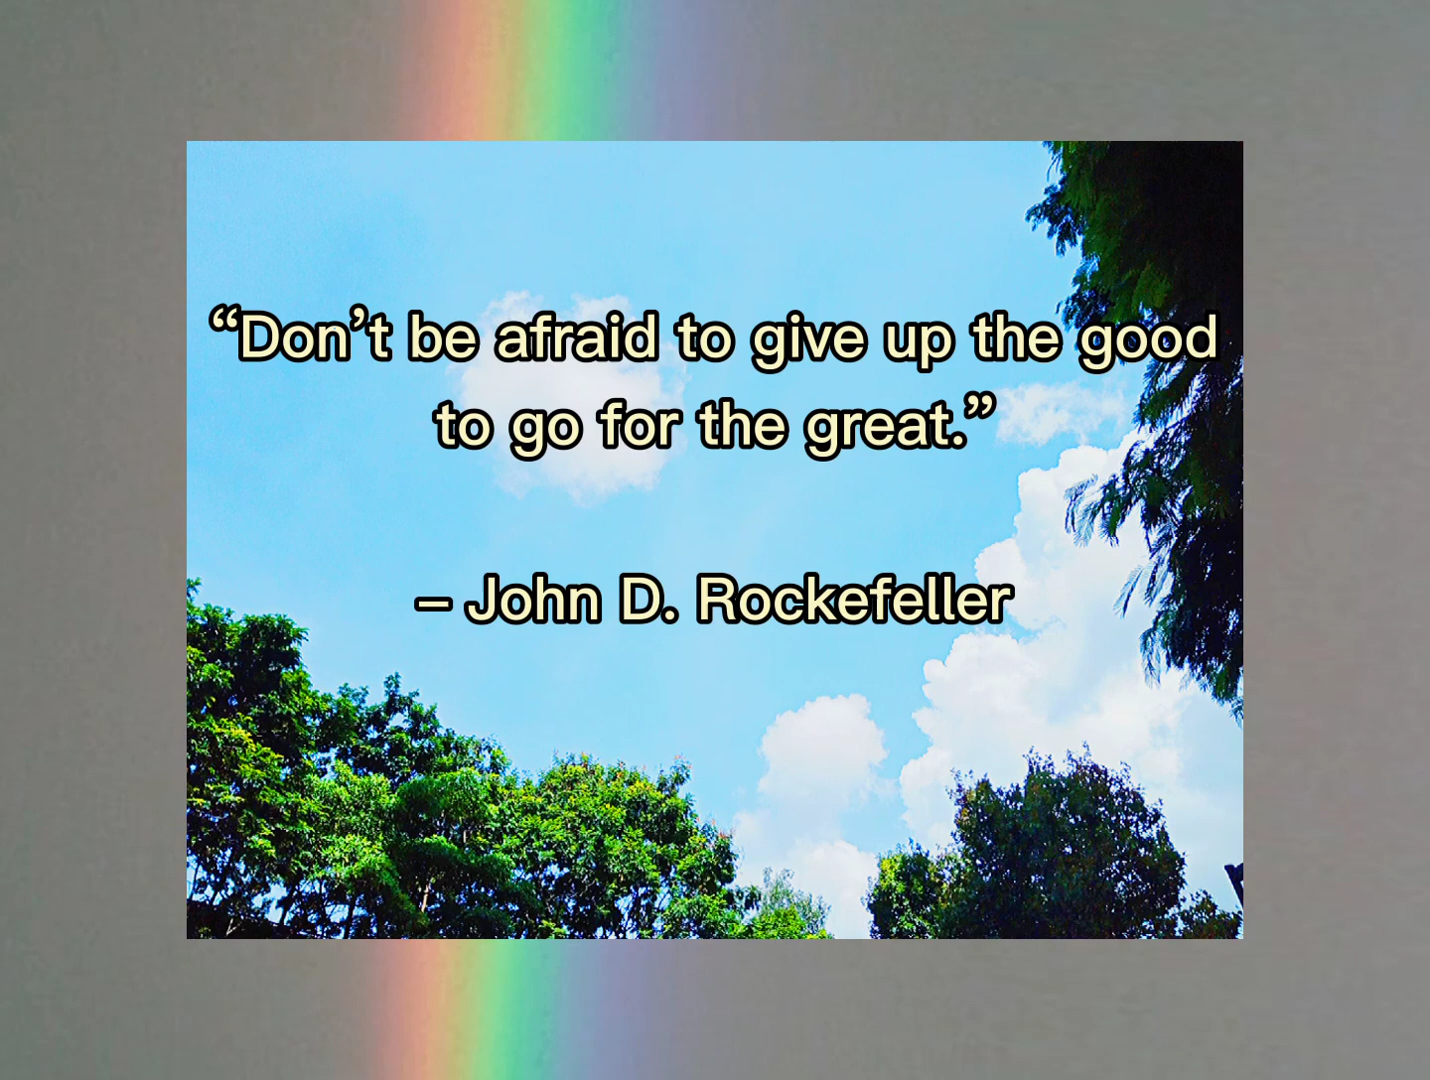 “Don’t be afraid to give up the good
to go for the great.”
– John D. Rockefeller